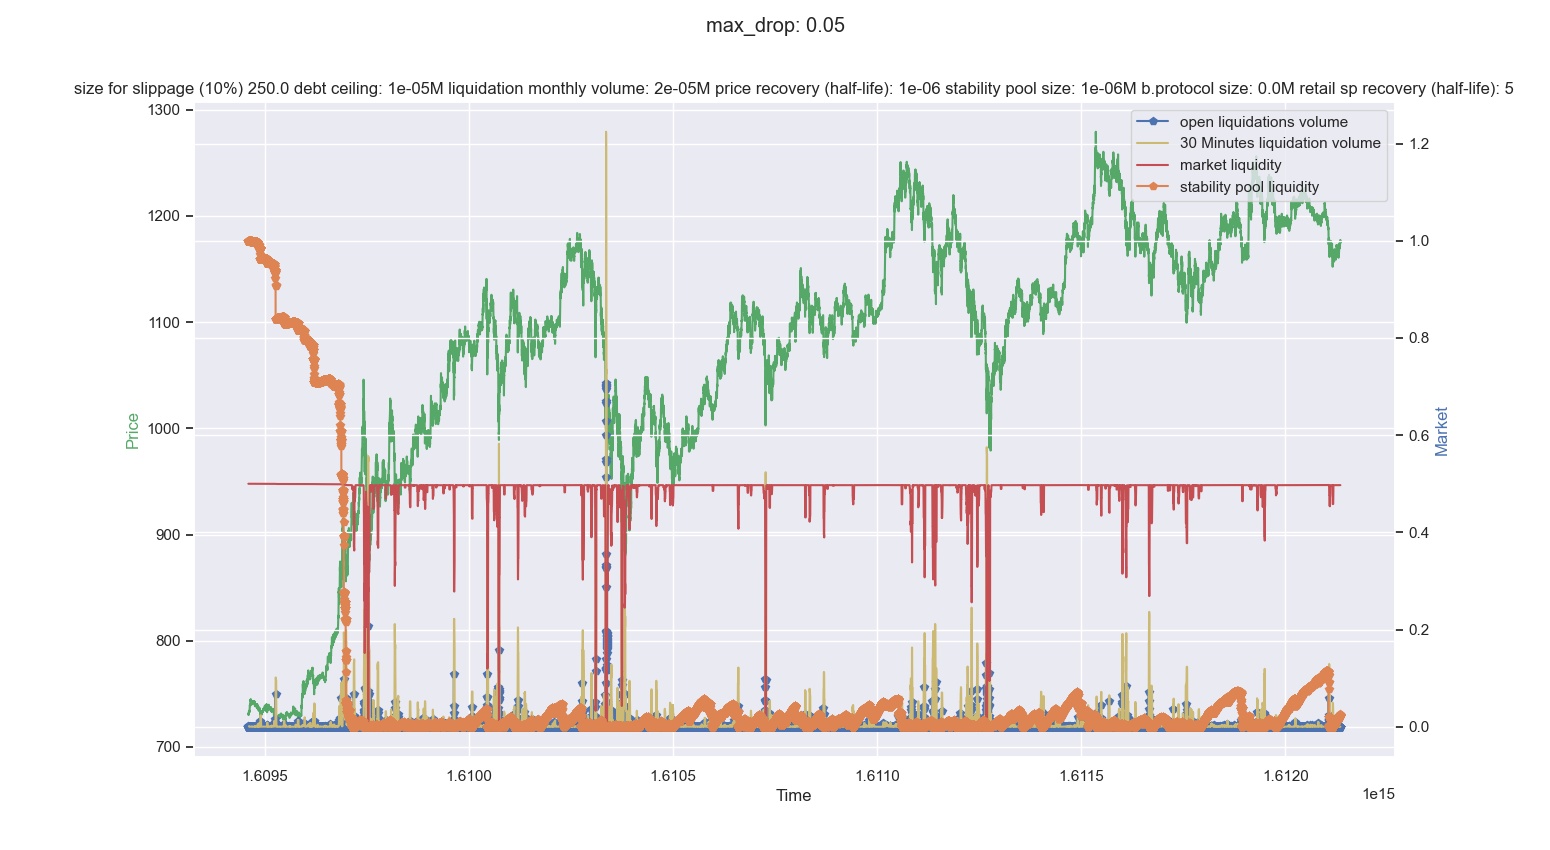 max_drop: 0.05
size for slippage (10%) 250.0 debt ceiling: 1e-05M liquidation monthly volume: 2e-05M price recovery (half-life): 1e-06 stability pool size: 1e-06M b.protocol size: 0.0M retail sp recovery (half-life): 5
open liquidations volume
30 Minutes liquidation volume
market liquidity
stability pool liquidity
1300
1200
1100
1000
900
800
700
Price
1.2
1.0
0.8
0.6
0.4
0.2
0.0
Market
1.6095 1.6100 1.6105 1.6110 1.6115 1.6120
Time
1e15